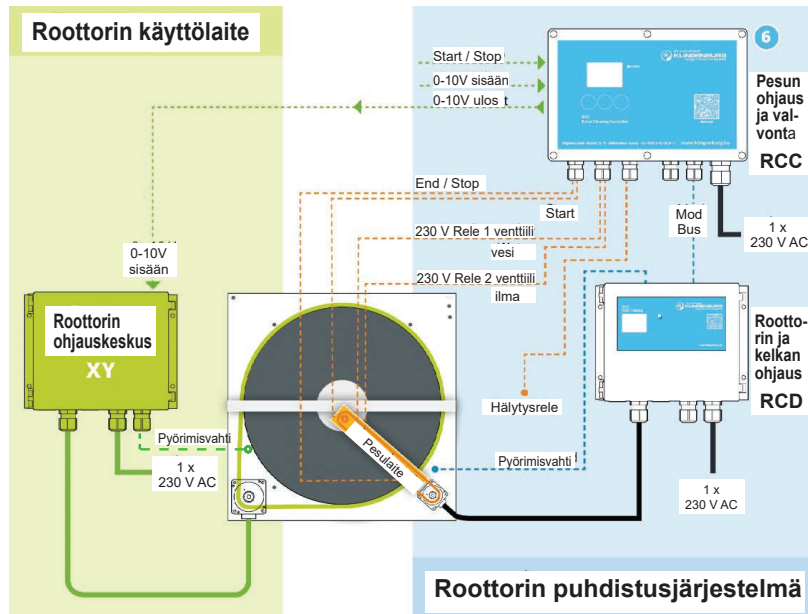 Roottorin käyttölaite
Start / Stop
0-10V sisään
0-10V ulos t
KLINGENBURG
6
Pesun
ohjaus
ja val-
vonta
RCC
End / Stop
Start
Mod
Bus
1 x
230 V AC
230 V Rele 1 venttiili
vesi
230 V Rele 2 venttiili
ilma
0-10V
sisään
Roottorin
ohjauskeskus
XY
Pyörimisvahti
1 x
230 V AC
Pesulaite
Hälytysrele
Pyörimisvahti
Rootto-
rin ja
kelkan
ohjaus
RCD
1 x
230 V AC
Roottorin puhdistusjärjestelmä